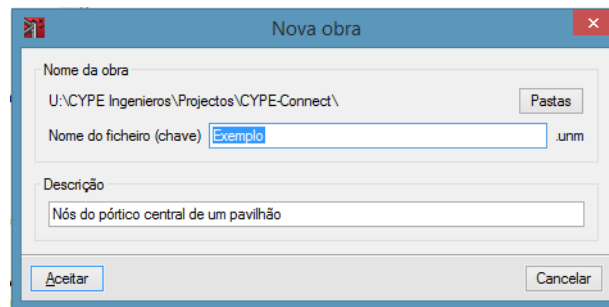 Nova obra
Nome da obra
U:\CYPE Ingenieros\Projectos\CYPE-Connect\
Pastas
Nome do ficheiro (chave) Exemplo .unm
Descrição
Nós do pórtico central de um pavilhão
Aceitar Cancelar